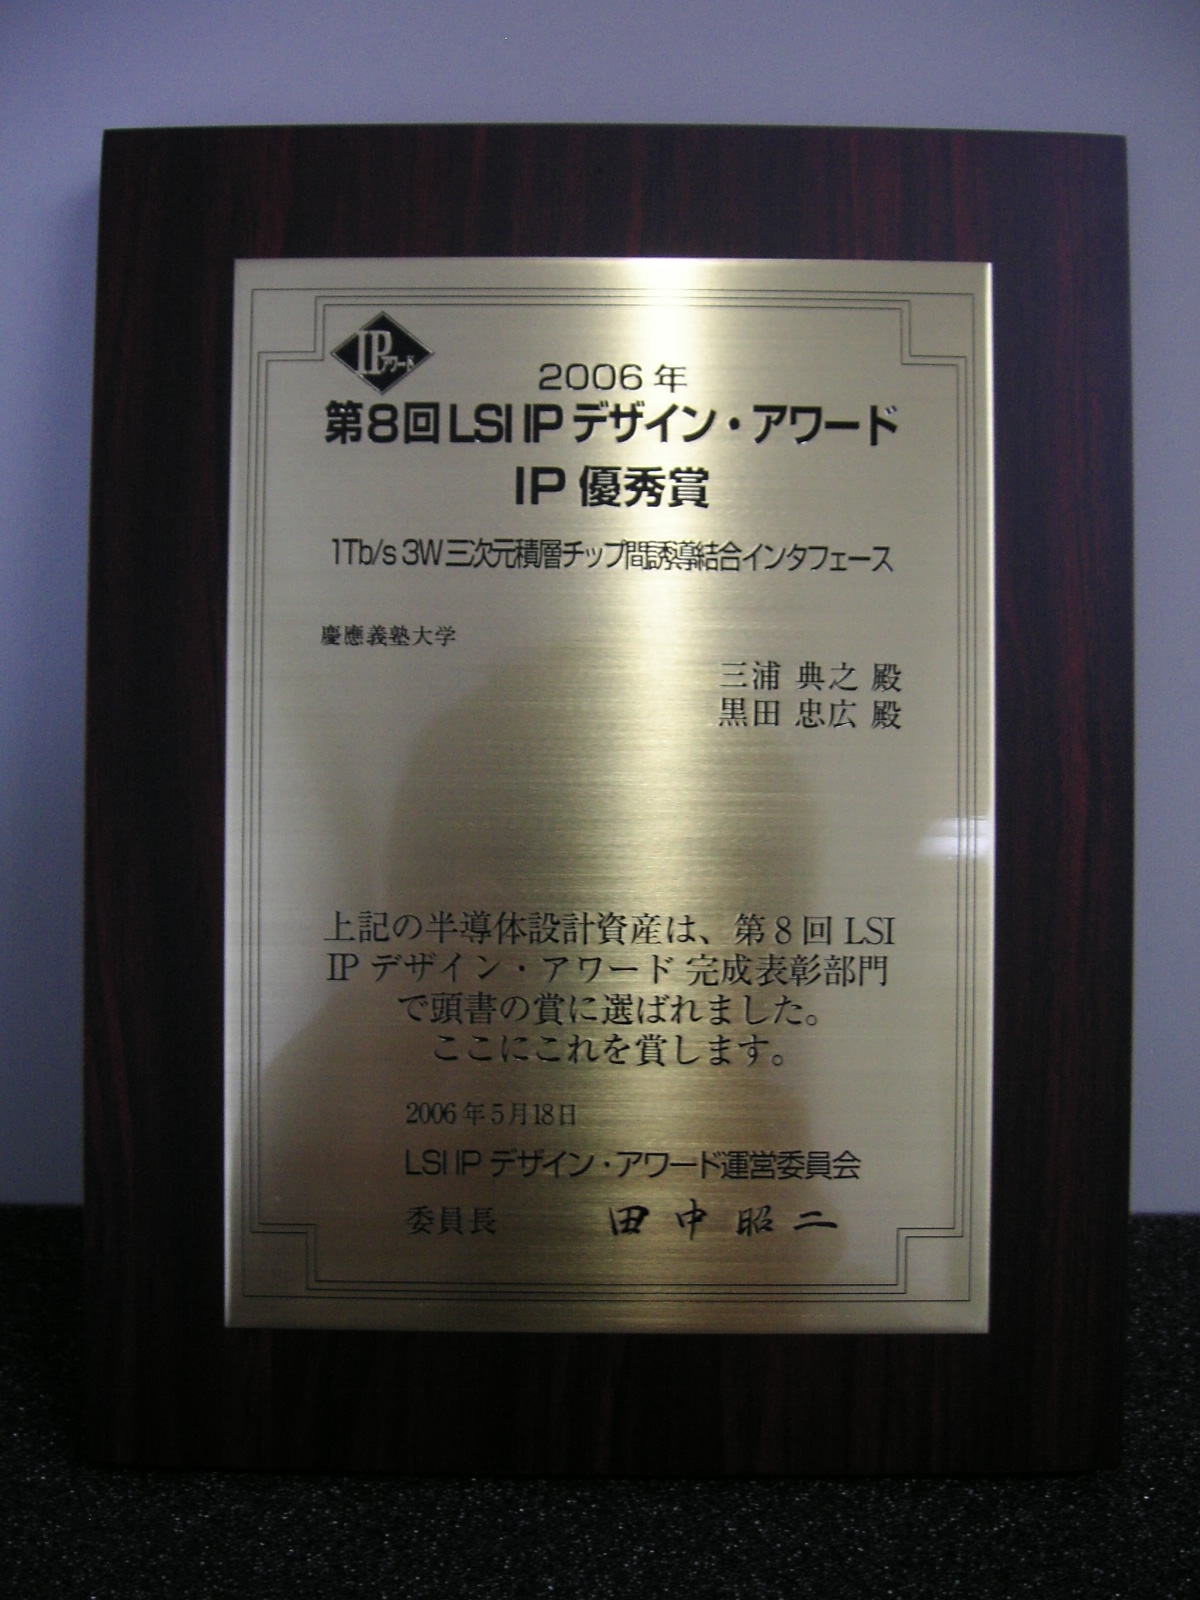 IPアワード
2006年
第8回LSI IPデザイン・アワード
IP優秀賞
1Tb/s 3W三次元積層チップ間誘導結合インタフェース
慶應義塾大学
三浦 典之 殿
黒田 忠広 殿
上記の半導体設計資産は、第8回 LSI
IP デザイン・アワード 完成表彰部門
で頭書の賞に選ばれました。
ここにこれを賞します。
2006年5月18日
LSI IP デザイン・アワード運営委員会
委員長 田中昭二